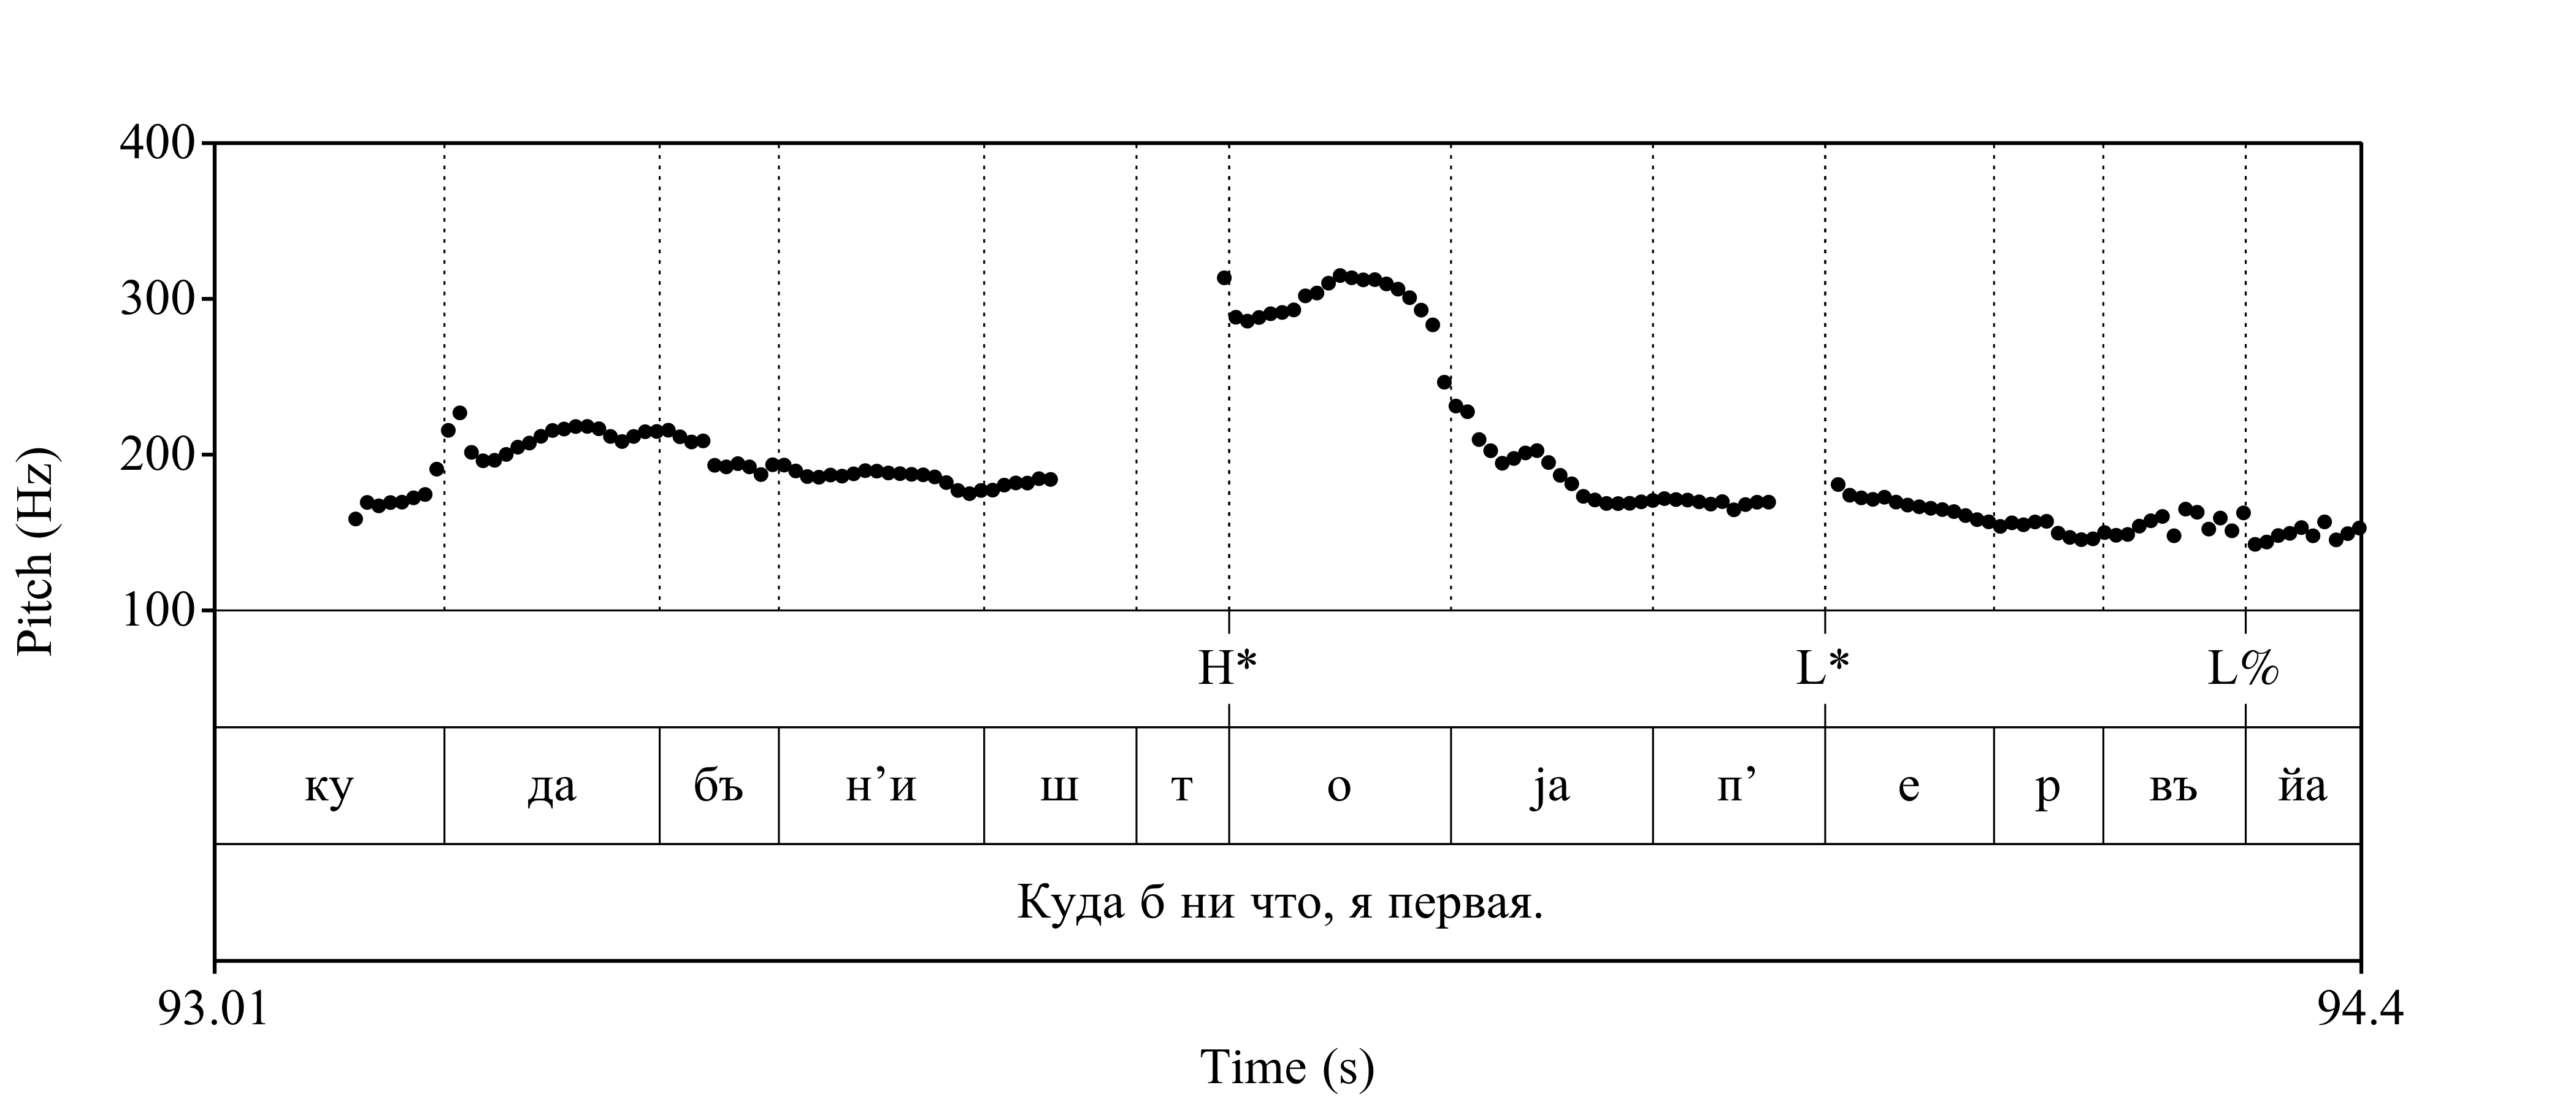 400
300
200
100
Pitch (Hz)
H* L* L%
ку да бъ н’и ш т о ја п’ е р въ йа
Куда б ни что, я первая.
93.01 94.4
Time (s)